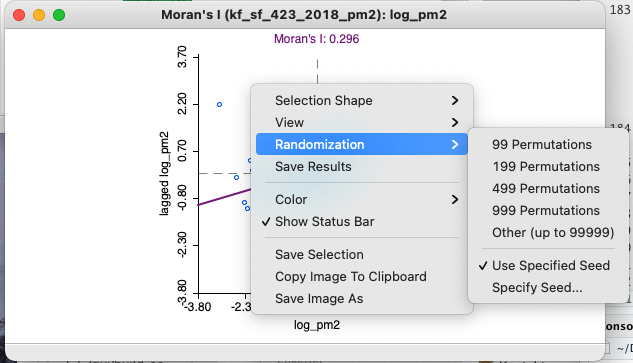 Moran's I (kf_sf_423_2018_pm2): log_pm2
Moran's I: 0.296
183
3.70
2.20
0.70
-0.80
-2.30
-3.80
lagged log_pm2
-3.80
-2.3
log_pm2
Selection Shape
View
Randomization
Save Results
Color
✓ Show Status Bar
Save Selection
Copy Image To Clipboard
Save Image As
99 Permutations
199 Permutations
499 Permutations
999 Permutations
Other (up to 99999)
✓ Use Specified Seed
Specify Seed...
184
onso
~/D